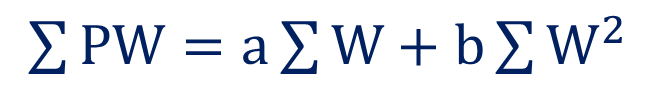 ∑ PW = a ∑ W + b ∑ W²